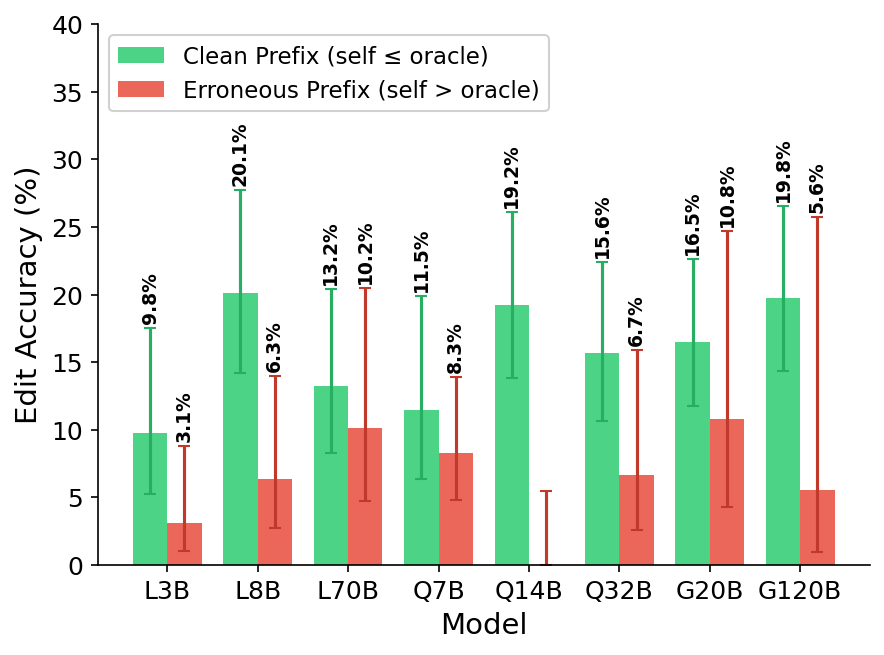 40
35
30
25
20
15
10
5
0
Edit Accuracy (%)
Clean Prefix (self ≤ oracle)
Erroneous Prefix (self > oracle)
9.8%
3.1%
20.1%
6.3%
13.2%
10.2%
11.5%
8.3%
19.2%
15.6%
6.7%
16.5%
10.8%
19.8%
5.6%
L3B
L8B
L70B
Q7B
Q14B
Q32B
G20B
G120B
Model